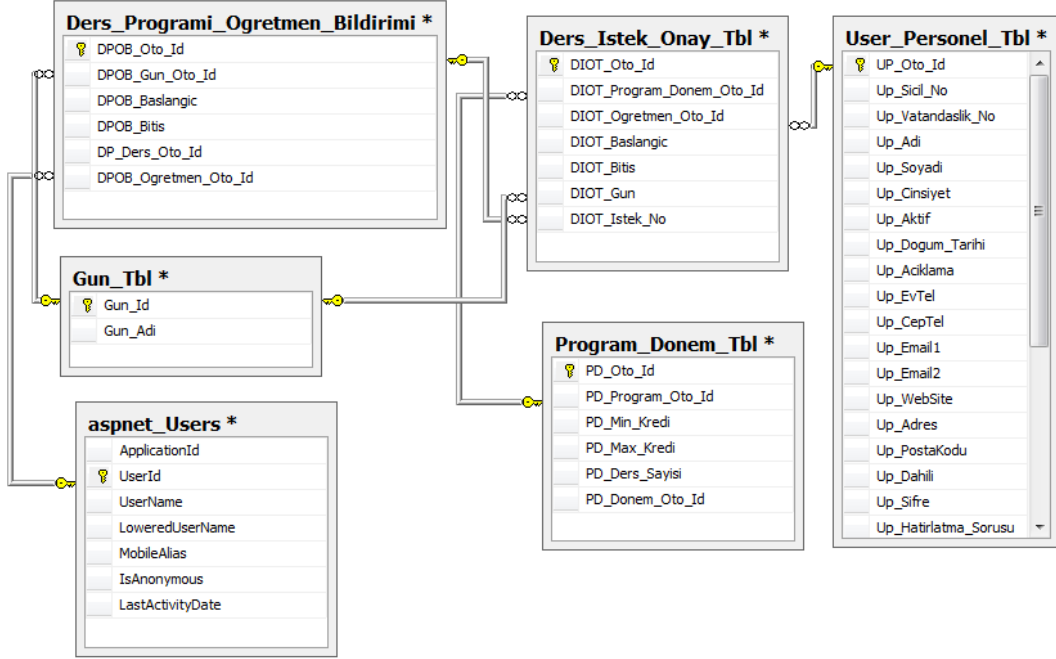 Ders_Programi_Ogretmen_Bildirimi *
DPOB_Oto_Id
DPOB_Gun_Oto_Id
DPOB_Baslangic
DPOB_Bitis
DP_Ders_Oto_Id
DPOB_Ogretmen_Oto_Id
Ders_Istek_Onay_Tbl *
DIOT_Oto_Id
DIOT_Program_Donem_Oto_Id
DIOT_Ogretmen_Oto_Id
DIOT_Baslangic
DIOT_Bitis
DIOT_Gun
DIOT_Istek_No
User_Personel_Tbl *
UP_Oto_Id
Up_Sicil_No
Up_Vatandaslik_No
Up_Adi
Up_Soyadi
Up_Cinsiyet
Up_Aktif
Up_Dogum_Tarihi
Up_Aciklama
Up_EvTel
Up_CepTel
Up_Email1
Up_Email2
Up_WebSite
Up_Adres
Up_PostaKodu
Up_Dahili
Up_Sifre
Up_Hatirlatma_Sorusu
Gun_Tbl *
Gun_Id
Gun_Adi
Program_Donem_Tbl *
PD_Oto_Id
PD_Program_Oto_Id
PD_Min_Kredi
PD_Max_Kredi
PD_Ders_Sayisi
PD_Donem_Oto_Id
aspnet_Users *
ApplicationId
UserId
UserName
LoweredUserName
MobileAlias
IsAnonymous
LastActivityDate